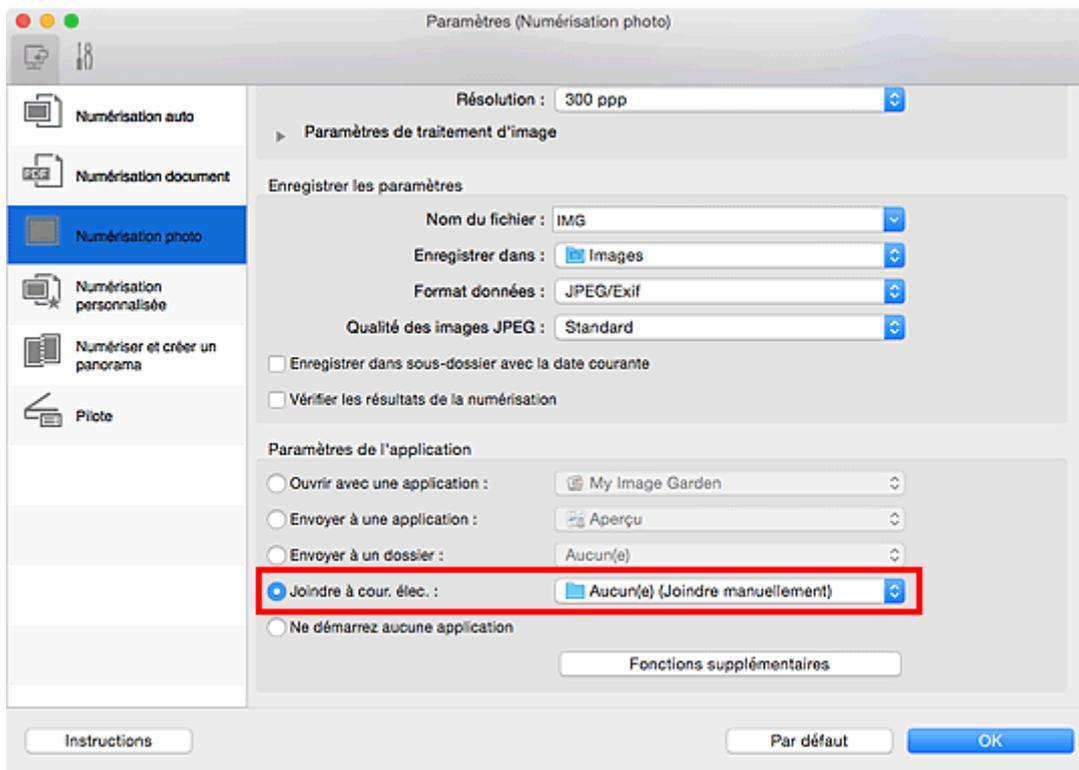 Paramètres (Numérisation photo)
Numérisation auto
PDF
Numérisation document
Numérisation photo
Numérisation
personnalisée
Numériser et créer un
panorama
Pilote
Résolution : 300 ppp
Paramètres de traitement d'image
Enregistrer les paramètres
Nom du fichier : IMG
Enregistrer dans : Images
Format données : JPEG/Exif
Qualité des images JPEG : Standard
Enregistrer dans sous-dossier avec la date courante
Vérifier les résultats de la numérisation
Paramètres de l'application
Ouvrir avec une application : My Image Garden
Envoyer à une application : Aperçu
Envoyer à un dossier : Aucun(e)
Joindre à cour. élec. : Aucun(e) (Joindre manuellement)
Ne démarrez aucune application
Fonctions supplémentaires
Instructions
Par défaut
OK